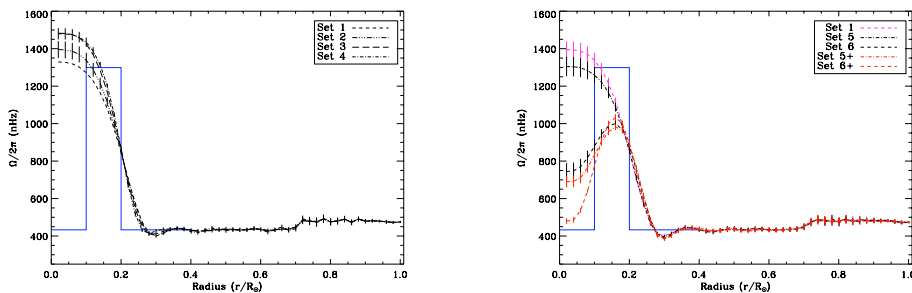 1600
1400
1200
1000
800
600
400
Ω/2π (nHz)
0.0 0.2 0.4 0.6 0.8 1.0
Radius (r/R⊙)
Set 1
Set 2
Set 3
Set 4
1600
1400
1200
1000
800
600
400
Ω/2π (nHz)
0.0 0.2 0.4 0.6 0.8 1.0
Radius (r/R⊙)
Set 1
Set 5
Set 6
Set 5+
Set 6+